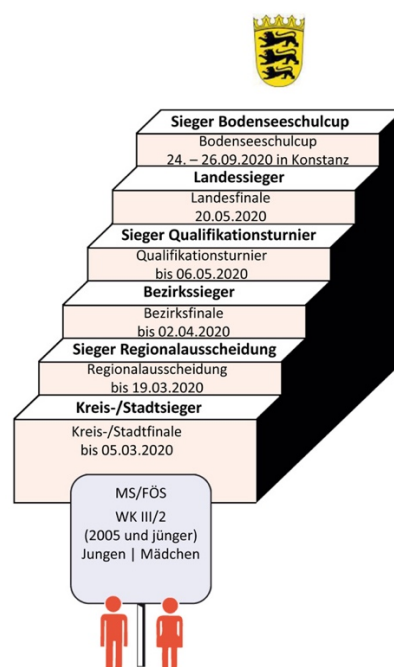 Sieger Bodenseeschulcup
Bodenseeschulcup
24. – 26.09.2020 in Konstanz
Landessieger
Landesfinale
20.05.2020
Sieger Qualifikationsturnier
Qualifikationsturnier
bis 06.05.2020
Bezirkssieger
Bezirksfinale
bis 02.04.2020
Sieger Regionalausscheidung
Regionalausscheidung
bis 19.03.2020
Kreis-/Stadtsieger
Kreis-/Stadtfinale
bis 05.03.2020
MS/FÖS
WK III/2
(2005 und jünger)
Jungen | Mädchen